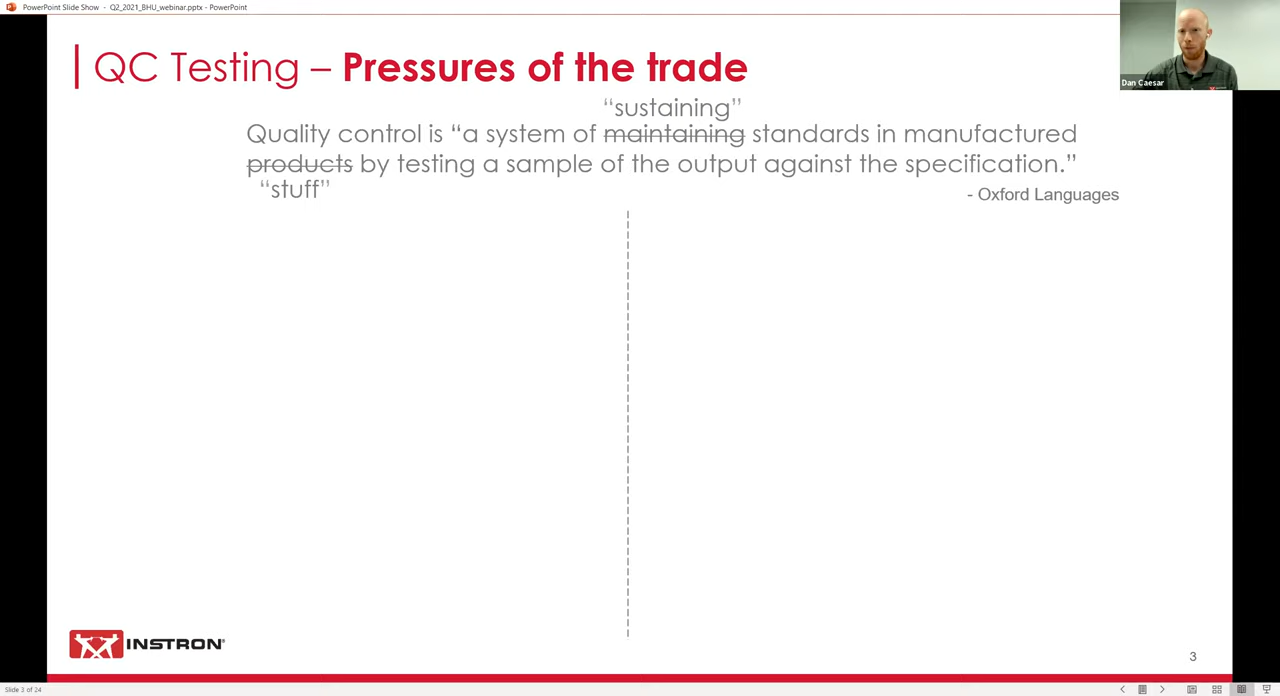 PowerPoint Slide Show - Q2_2021_BHU_webinar.pptx - PowerPoint
Dan Caesar
QC Testing – Pressures of the trade
“sustaining”
Quality control is “a system of maintaining standards in manufactured
products by testing a sample of the output against the specification.”
“stuff”
- Oxford Languages
INSTRON®
3
Slide 3 of 24